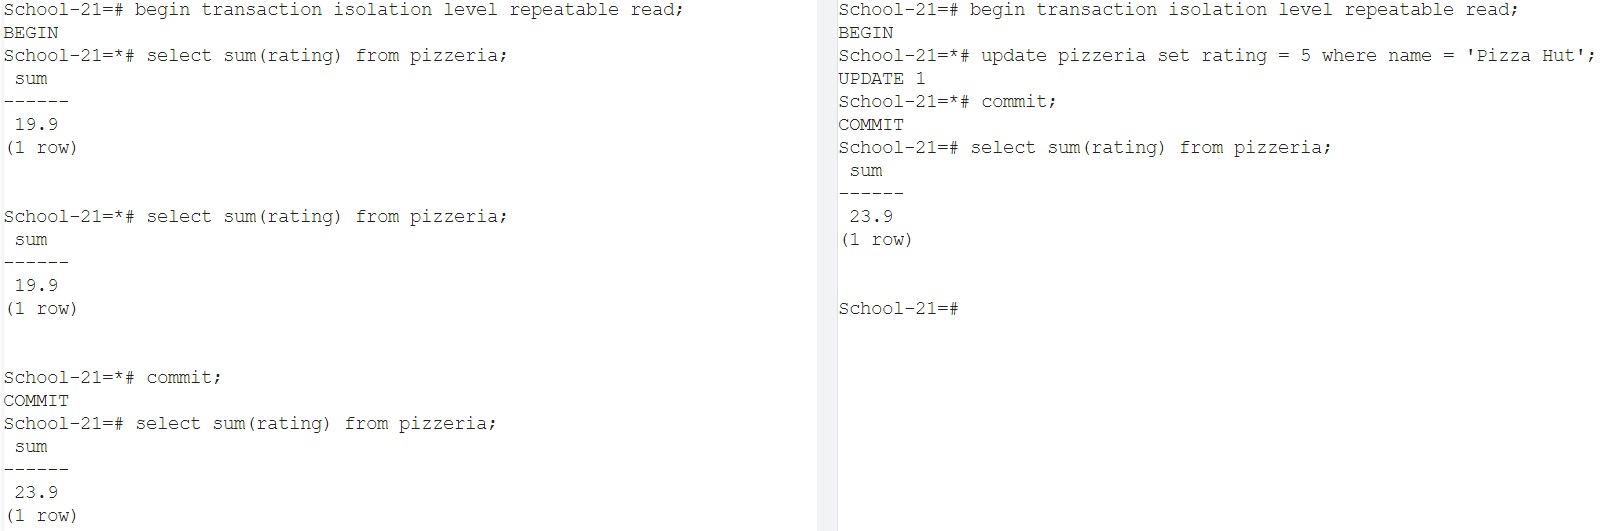 School-21=# begin transaction isolation level repeatable read;
BEGIN
School-21=*# select sum(rating) from pizzeria;
 sum
------
 19.9
(1 row)
School-21=*# select sum(rating) from pizzeria;
 sum
------
 19.9
(1 row)
School-21=*# commit;
COMMIT
School-21=# select sum(rating) from pizzeria;
 sum
------
 23.9
(1 row)
School-21=# begin transaction isolation level repeatable read;
BEGIN
School-21=*# update pizzeria set rating = 5 where name = 'Pizza Hut';
UPDATE 1
School-21=*# commit;
COMMIT
School-21=# select sum(rating) from pizzeria;
 sum
------
 23.9
(1 row)
School-21=#